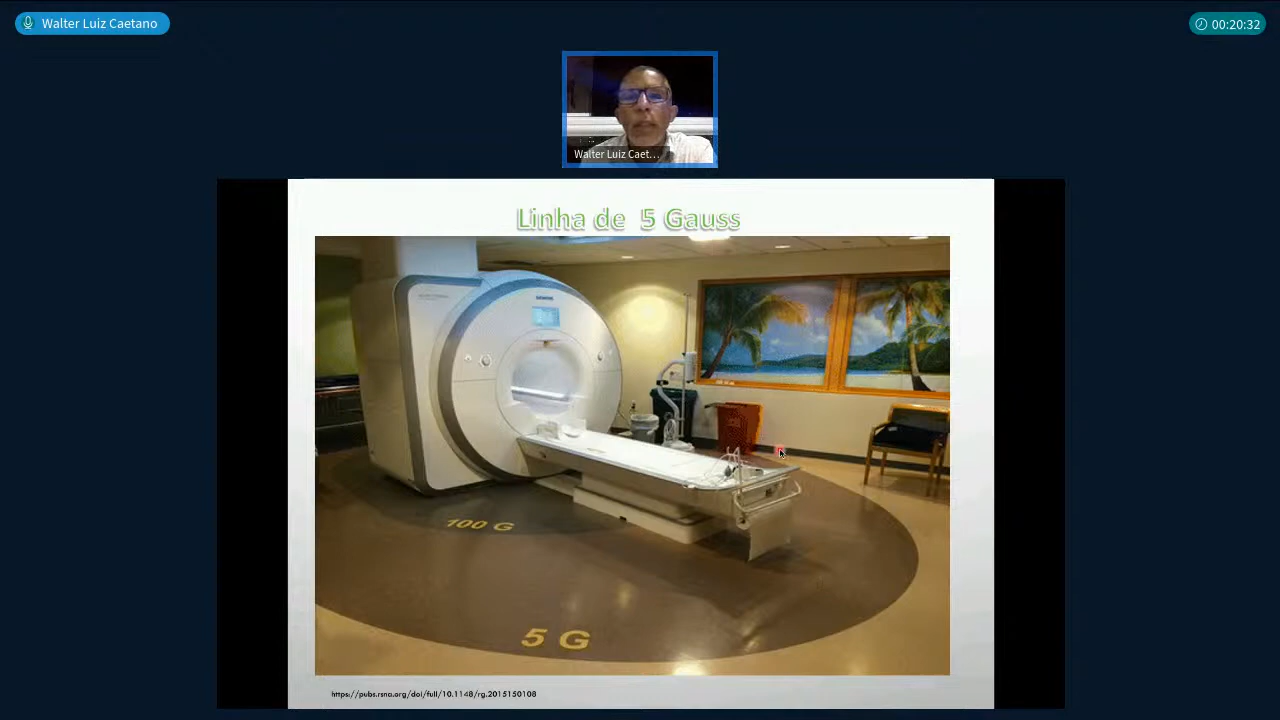 Walter Luiz Caetano
00:20:32
Walter Luiz Caet...
Linha de 5 Gauss
SIEMENS
100 G
5 G
https://pubs.rsna.org/doi/full/10.1148/rg.2015150108